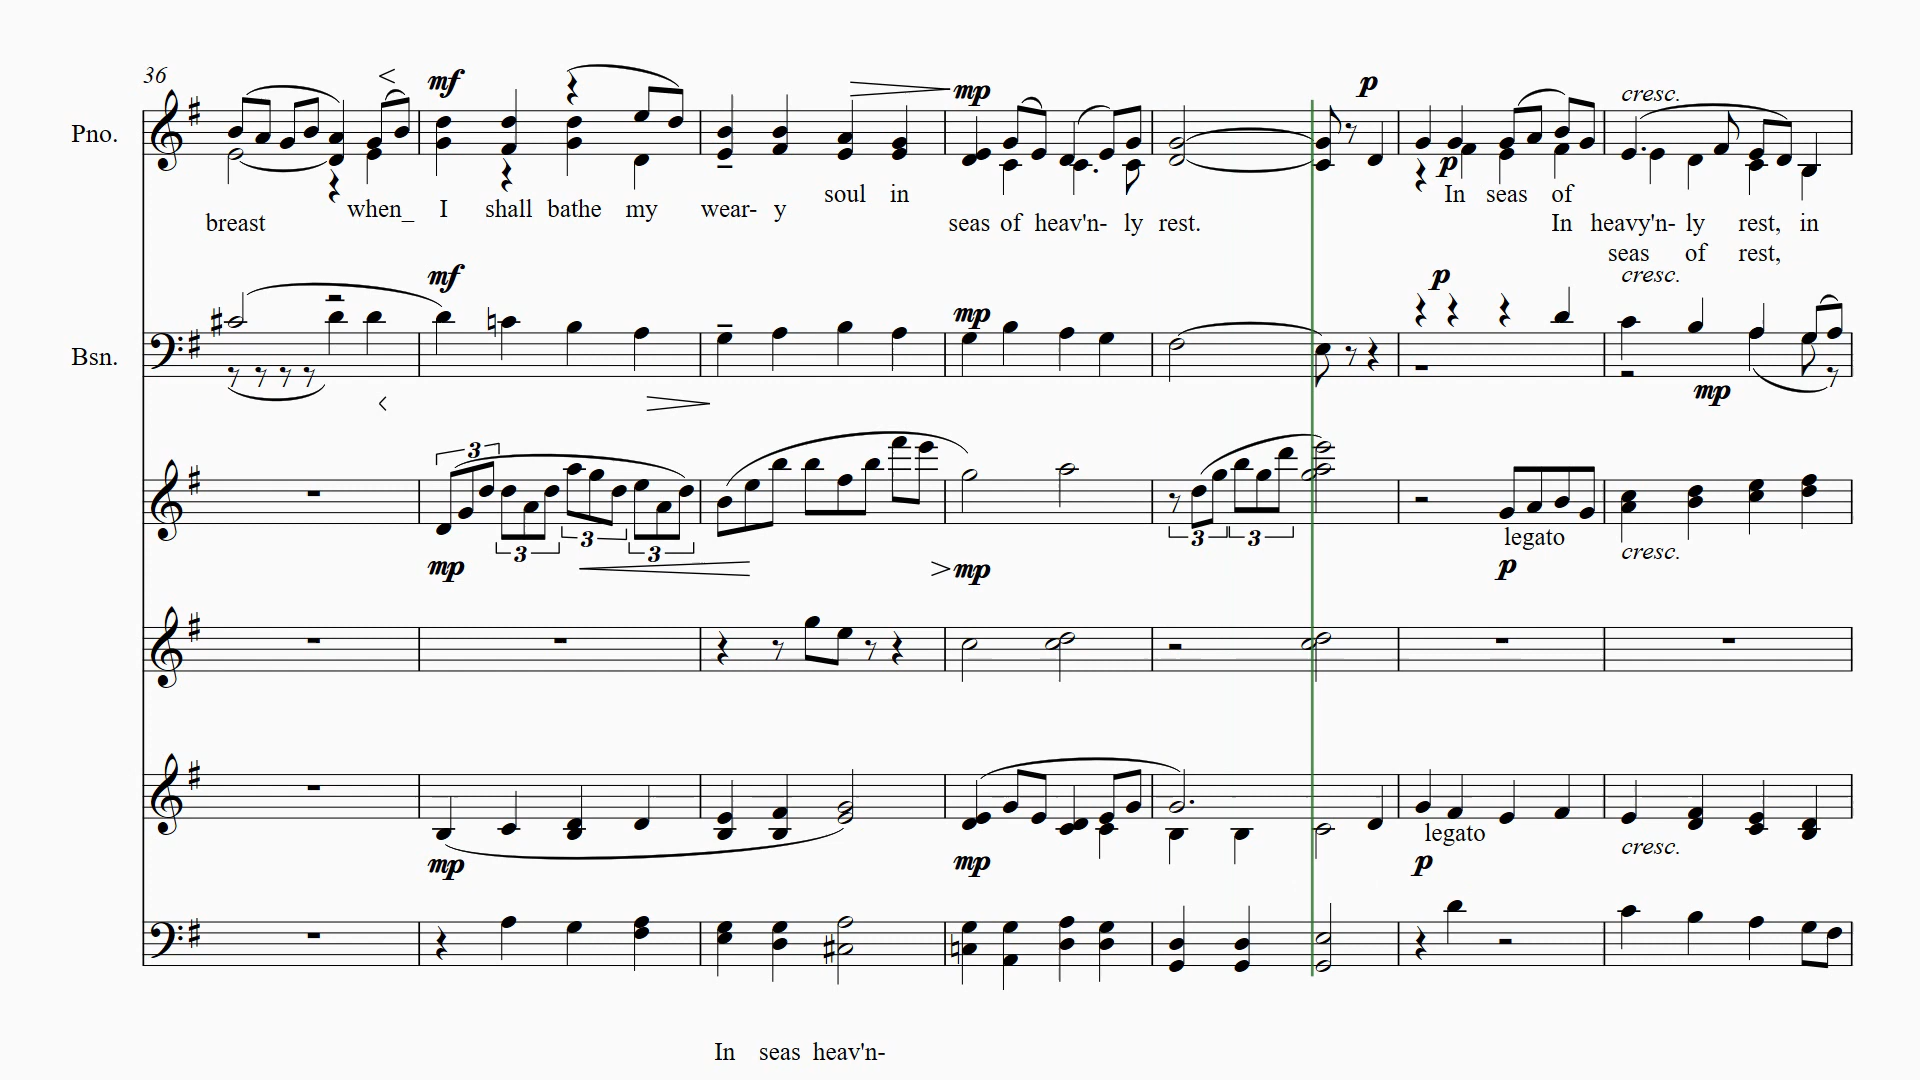 36
<
mf
p
mp
cresc.
Pno.
p
soul in
In seas of
when_ I shall bathe my wear- y
breast
seas of heav'n- ly rest.
In heavy'n- ly rest, in
seas of rest,
mf
p
cresc.
mp
Bsn.
mp
3
3
3
3
3
3
legato
cresc.
mp
mp
p
legato
cresc.
mp
mp
p
In seas heav'n-